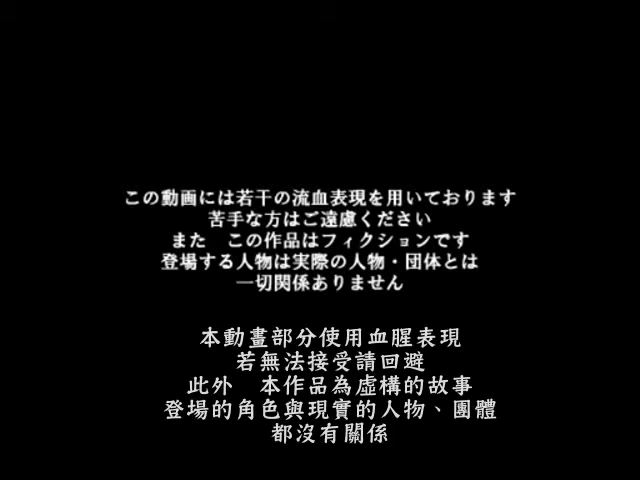 この動画には若干の流血表現を用いております
苦手な方はご遠慮ください
また　この作品はフィクションです
登場する人物は実際の人物・団体とは
一切関係ありません
本動畫部分使用血腥表現
若無法接受請回避
此外　本作品為虛構的故事
登場的角色與現實的人物、團體
都沒有關係